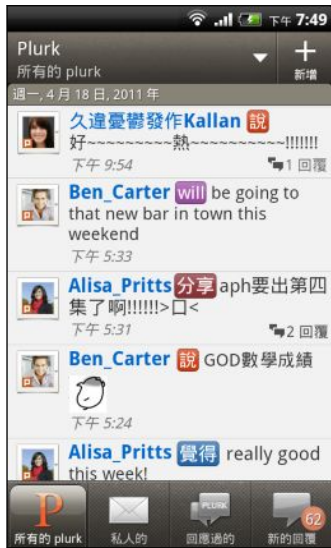 下午 7:49
Plurk
所有的 plurk
新增
週一, 4 月 18 日, 2011 年
久違憂鬱發作Kallan 說
好~~~~~~~~~熱~~~~~~~~~~!!!!!!!
下午 9:54 1 回覆
Ben_Carter will be going to
that new bar in town this
weekend
下午 5:33
Alisa_Pritts 分享 aph要出第四
集了啊!!!!!!>口<
下午 5:31 2 回覆
Ben_Carter 說 GOD數學成績
下午 5:24
Alisa_Pritts 覺得 really good
this week!
P
PLURK
62
所有的 plurk 私人的 回應過的 新的回覆